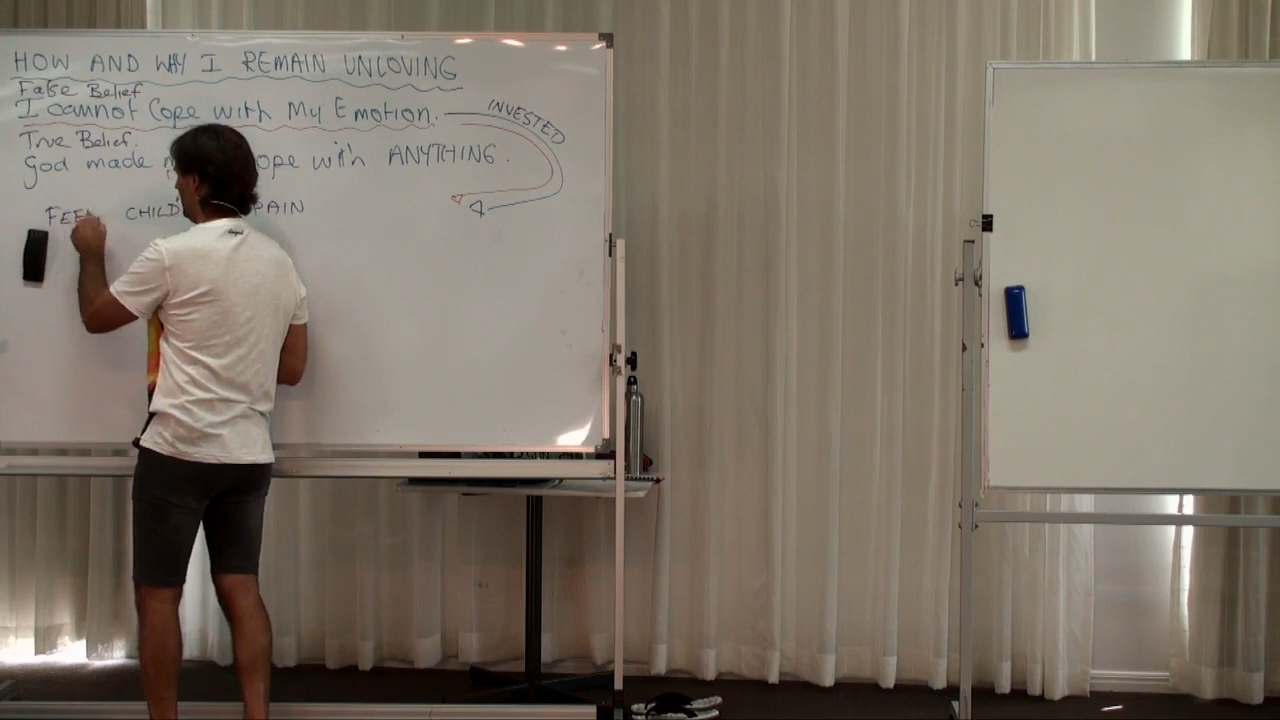 HOW AND WHY I REMAIN UNLOVING
False Belief
I cannot Cope with My Emotion.
INVESTED
True Belief.
God made with ANYTHING.
FEEL CHILD PAIN